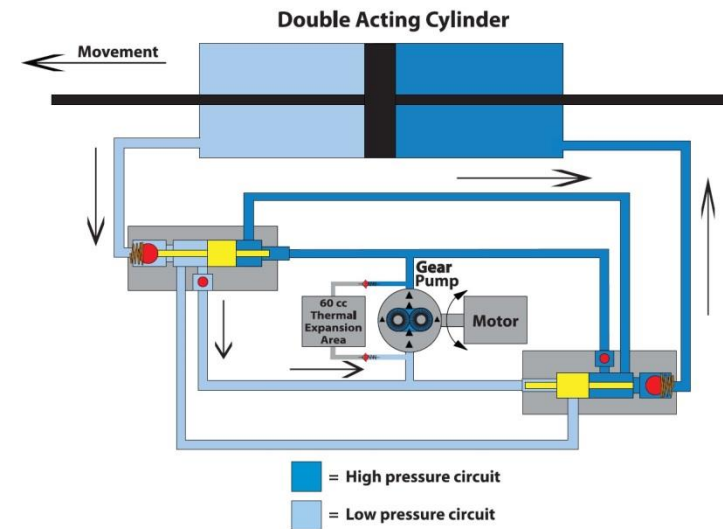 Double Acting Cylinder
Movement
Gear
Pump
60 cc
Thermal
Expansion
Area
Motor
= High pressure circuit
= Low pressure circuit